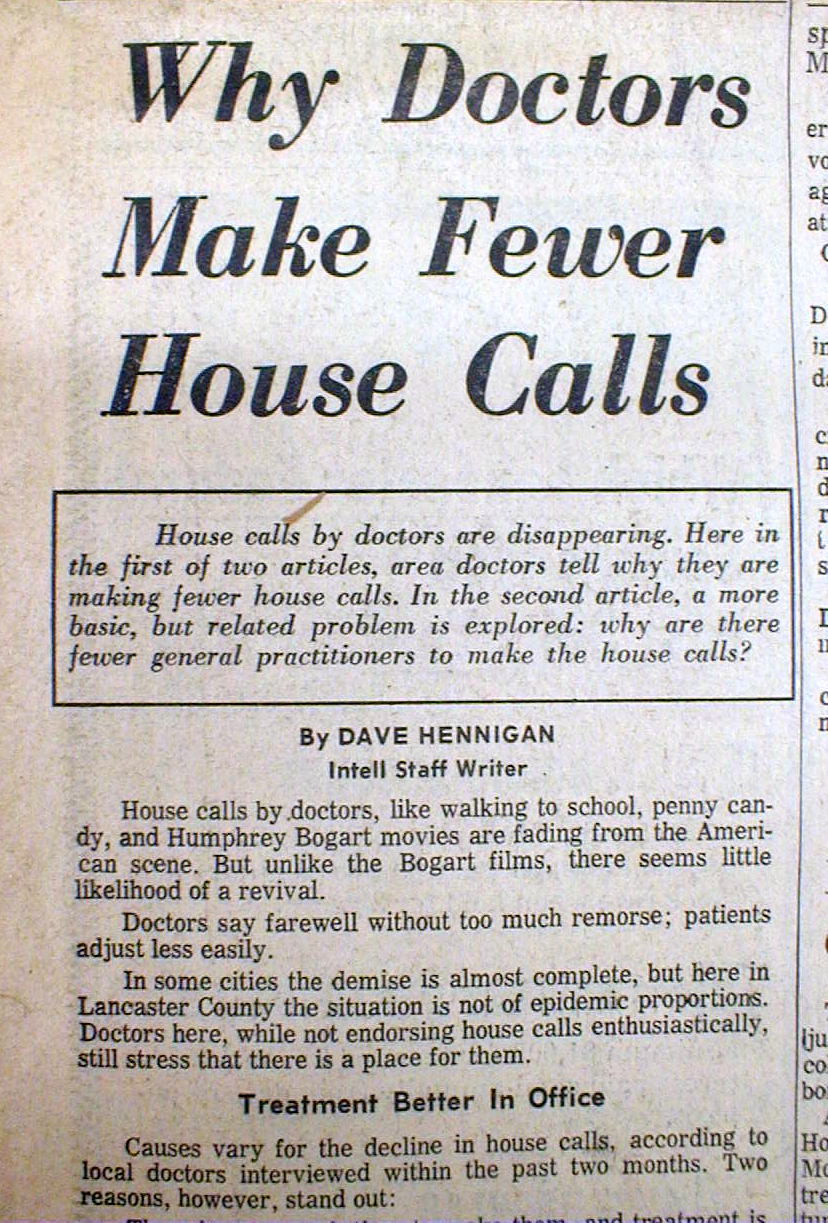 Why Doctors
Make Fewer
House Calls
House calls by doctors are disappearing. Here in
the first of two articles, area doctors tell why they are
making fewer house calls. In the second article, a more
basic, but related problem is explored: why are there
fewer general practitioners to make the house calls?
By DAVE HENNIGAN
Intell Staff Writer
House calls by doctors, like walking to school, penny can-
dy, and Humphrey Bogart movies are fading from the Ameri-
can scene. But unlike the Bogart films, there seems little
likelihood of a revival.
Doctors say farewell without too much remorse; patients
adjust less easily.
In some cities the demise is almost complete, but here in
Lancaster County the situation is not of epidemic proportions.
Doctors here, while not endorsing house calls enthusiastically,
still stress that there is a place for them.
Treatment Better In Office
Causes vary for the decline in house calls, according to
local doctors interviewed within the past two months. Two
reasons, however, stand out:
them, and treatment is